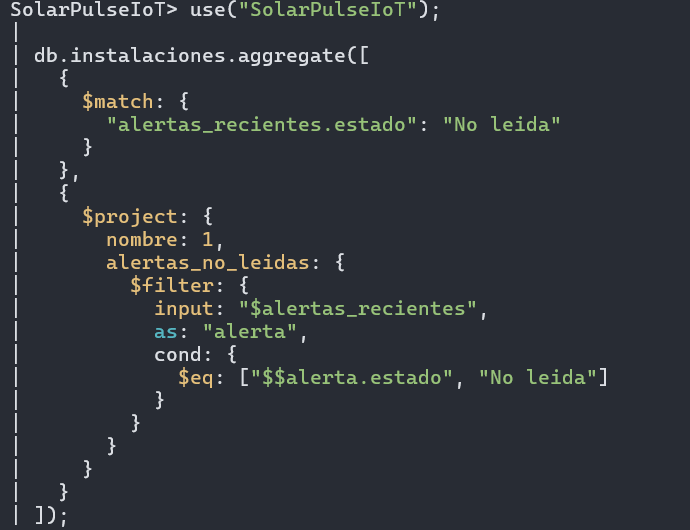 SolarPulseIoT> use("SolarPulseIoT");
|
| db.instalaciones.aggregate([
|   {
|     $match: {
|       "alertas_recientes.estado": "No leida"
|     }
|   },
|   {
|     $project: {
|       nombre: 1,
|       alertas_no_leidas: {
|         $filter: {
|           input: "$alertas_recientes",
|           as: "alerta",
|           cond: {
|             $eq: ["$$alerta.estado", "No leida"]
|           }
|         }
|       }
|     }
|   }
| ]);